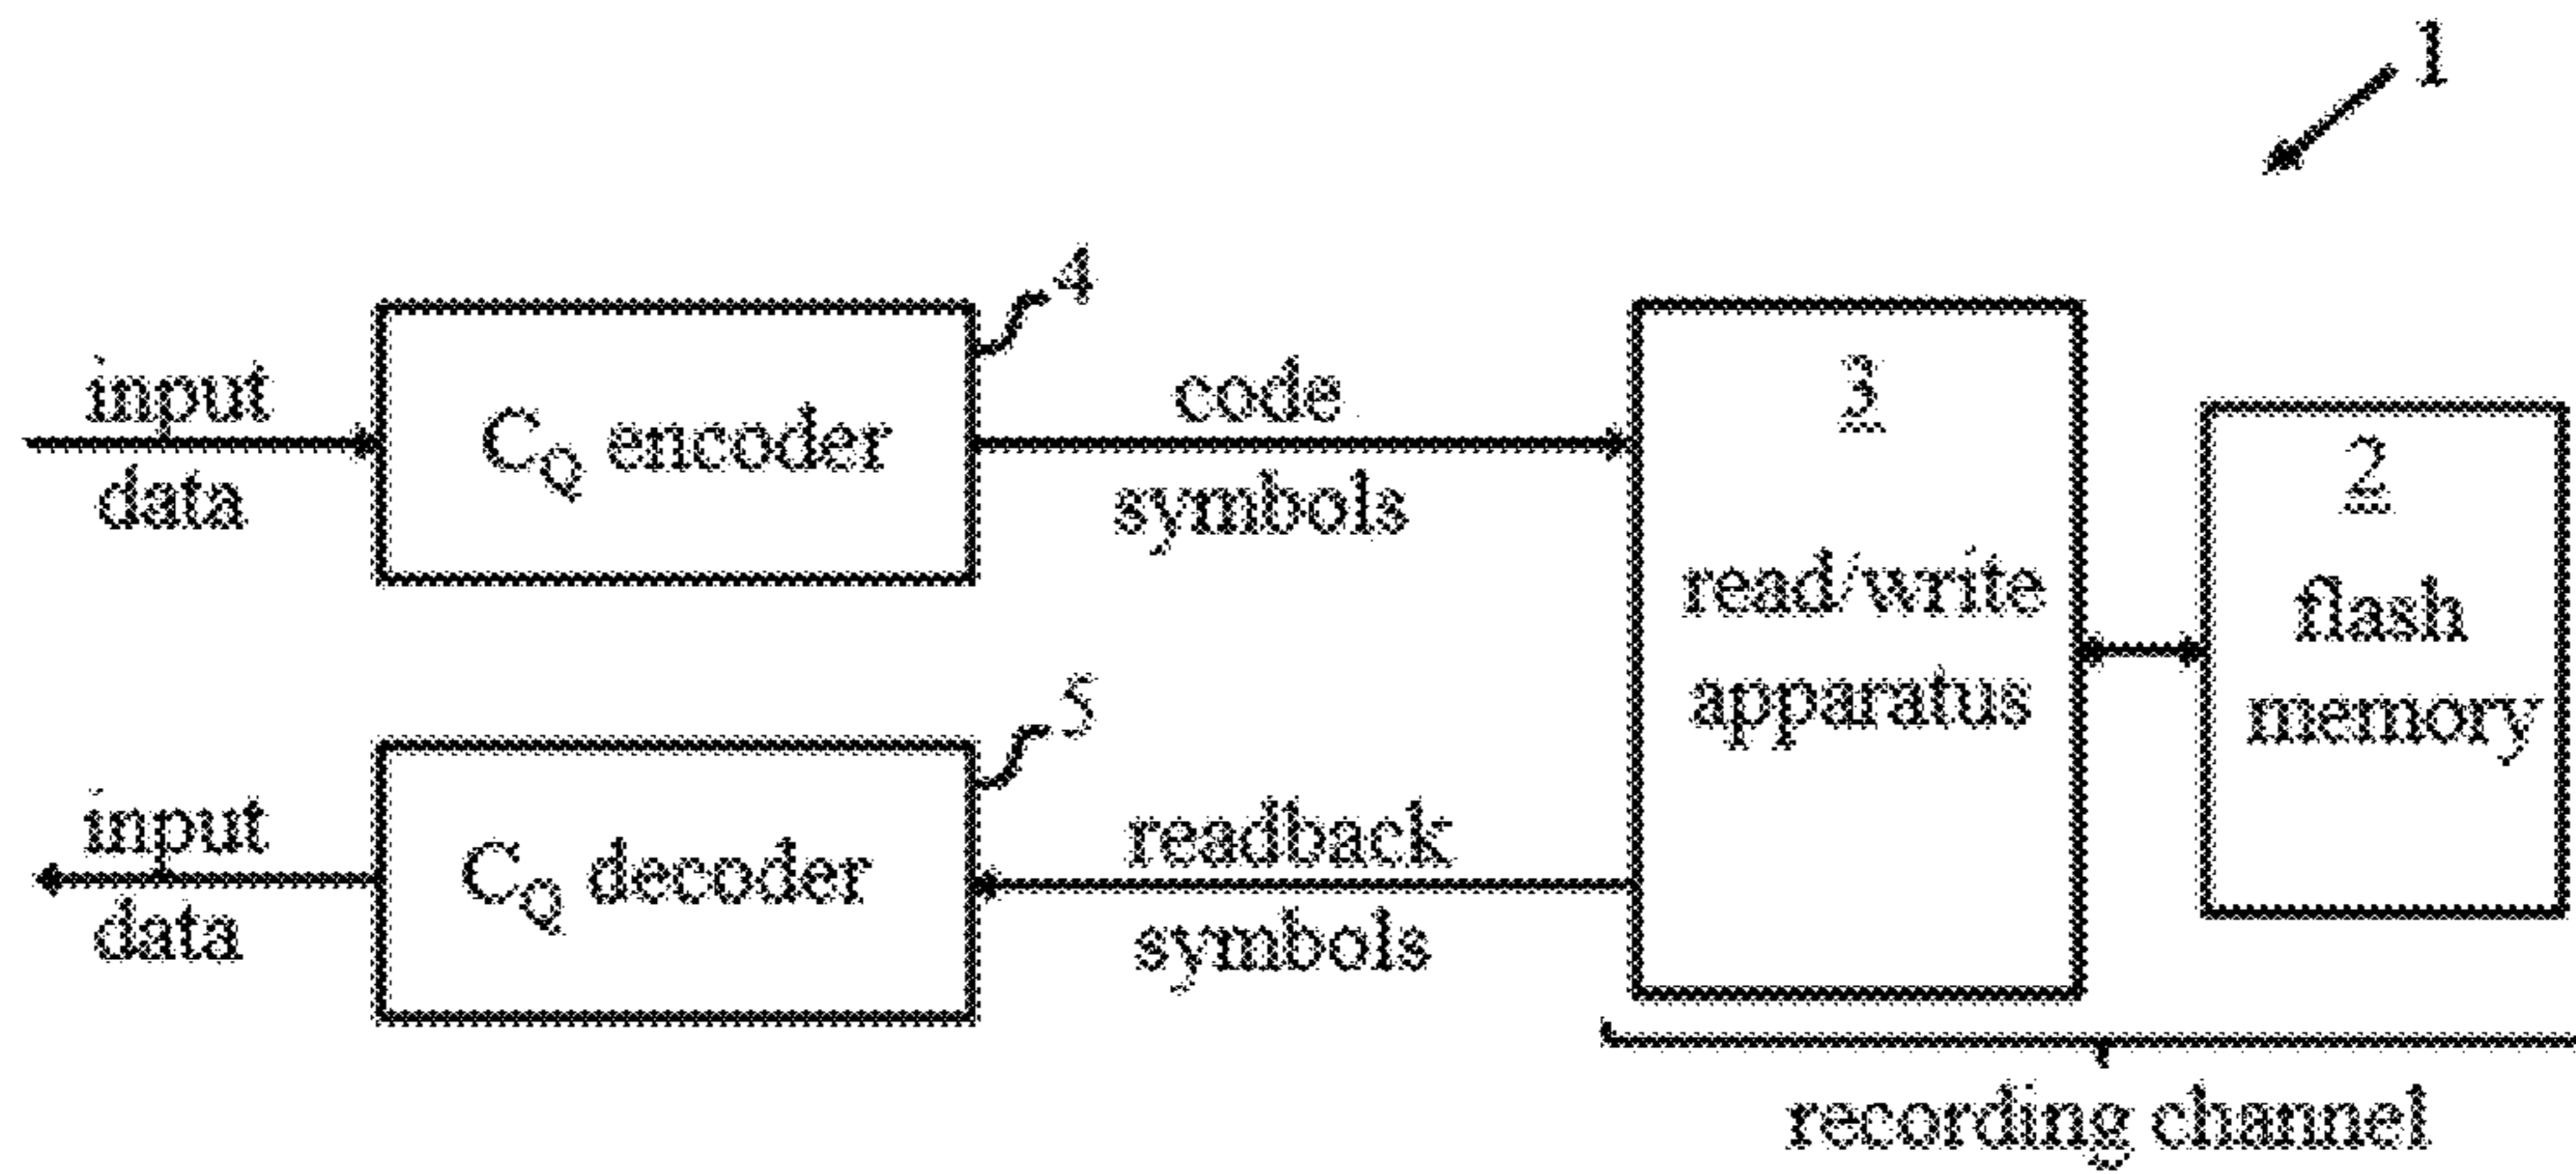 1
4
input
data
C_Q encoder
code
symbols
3
read/write
apparatus
2
flash
memory
5
input
data
C_Q decoder
readback
symbols
recording channel